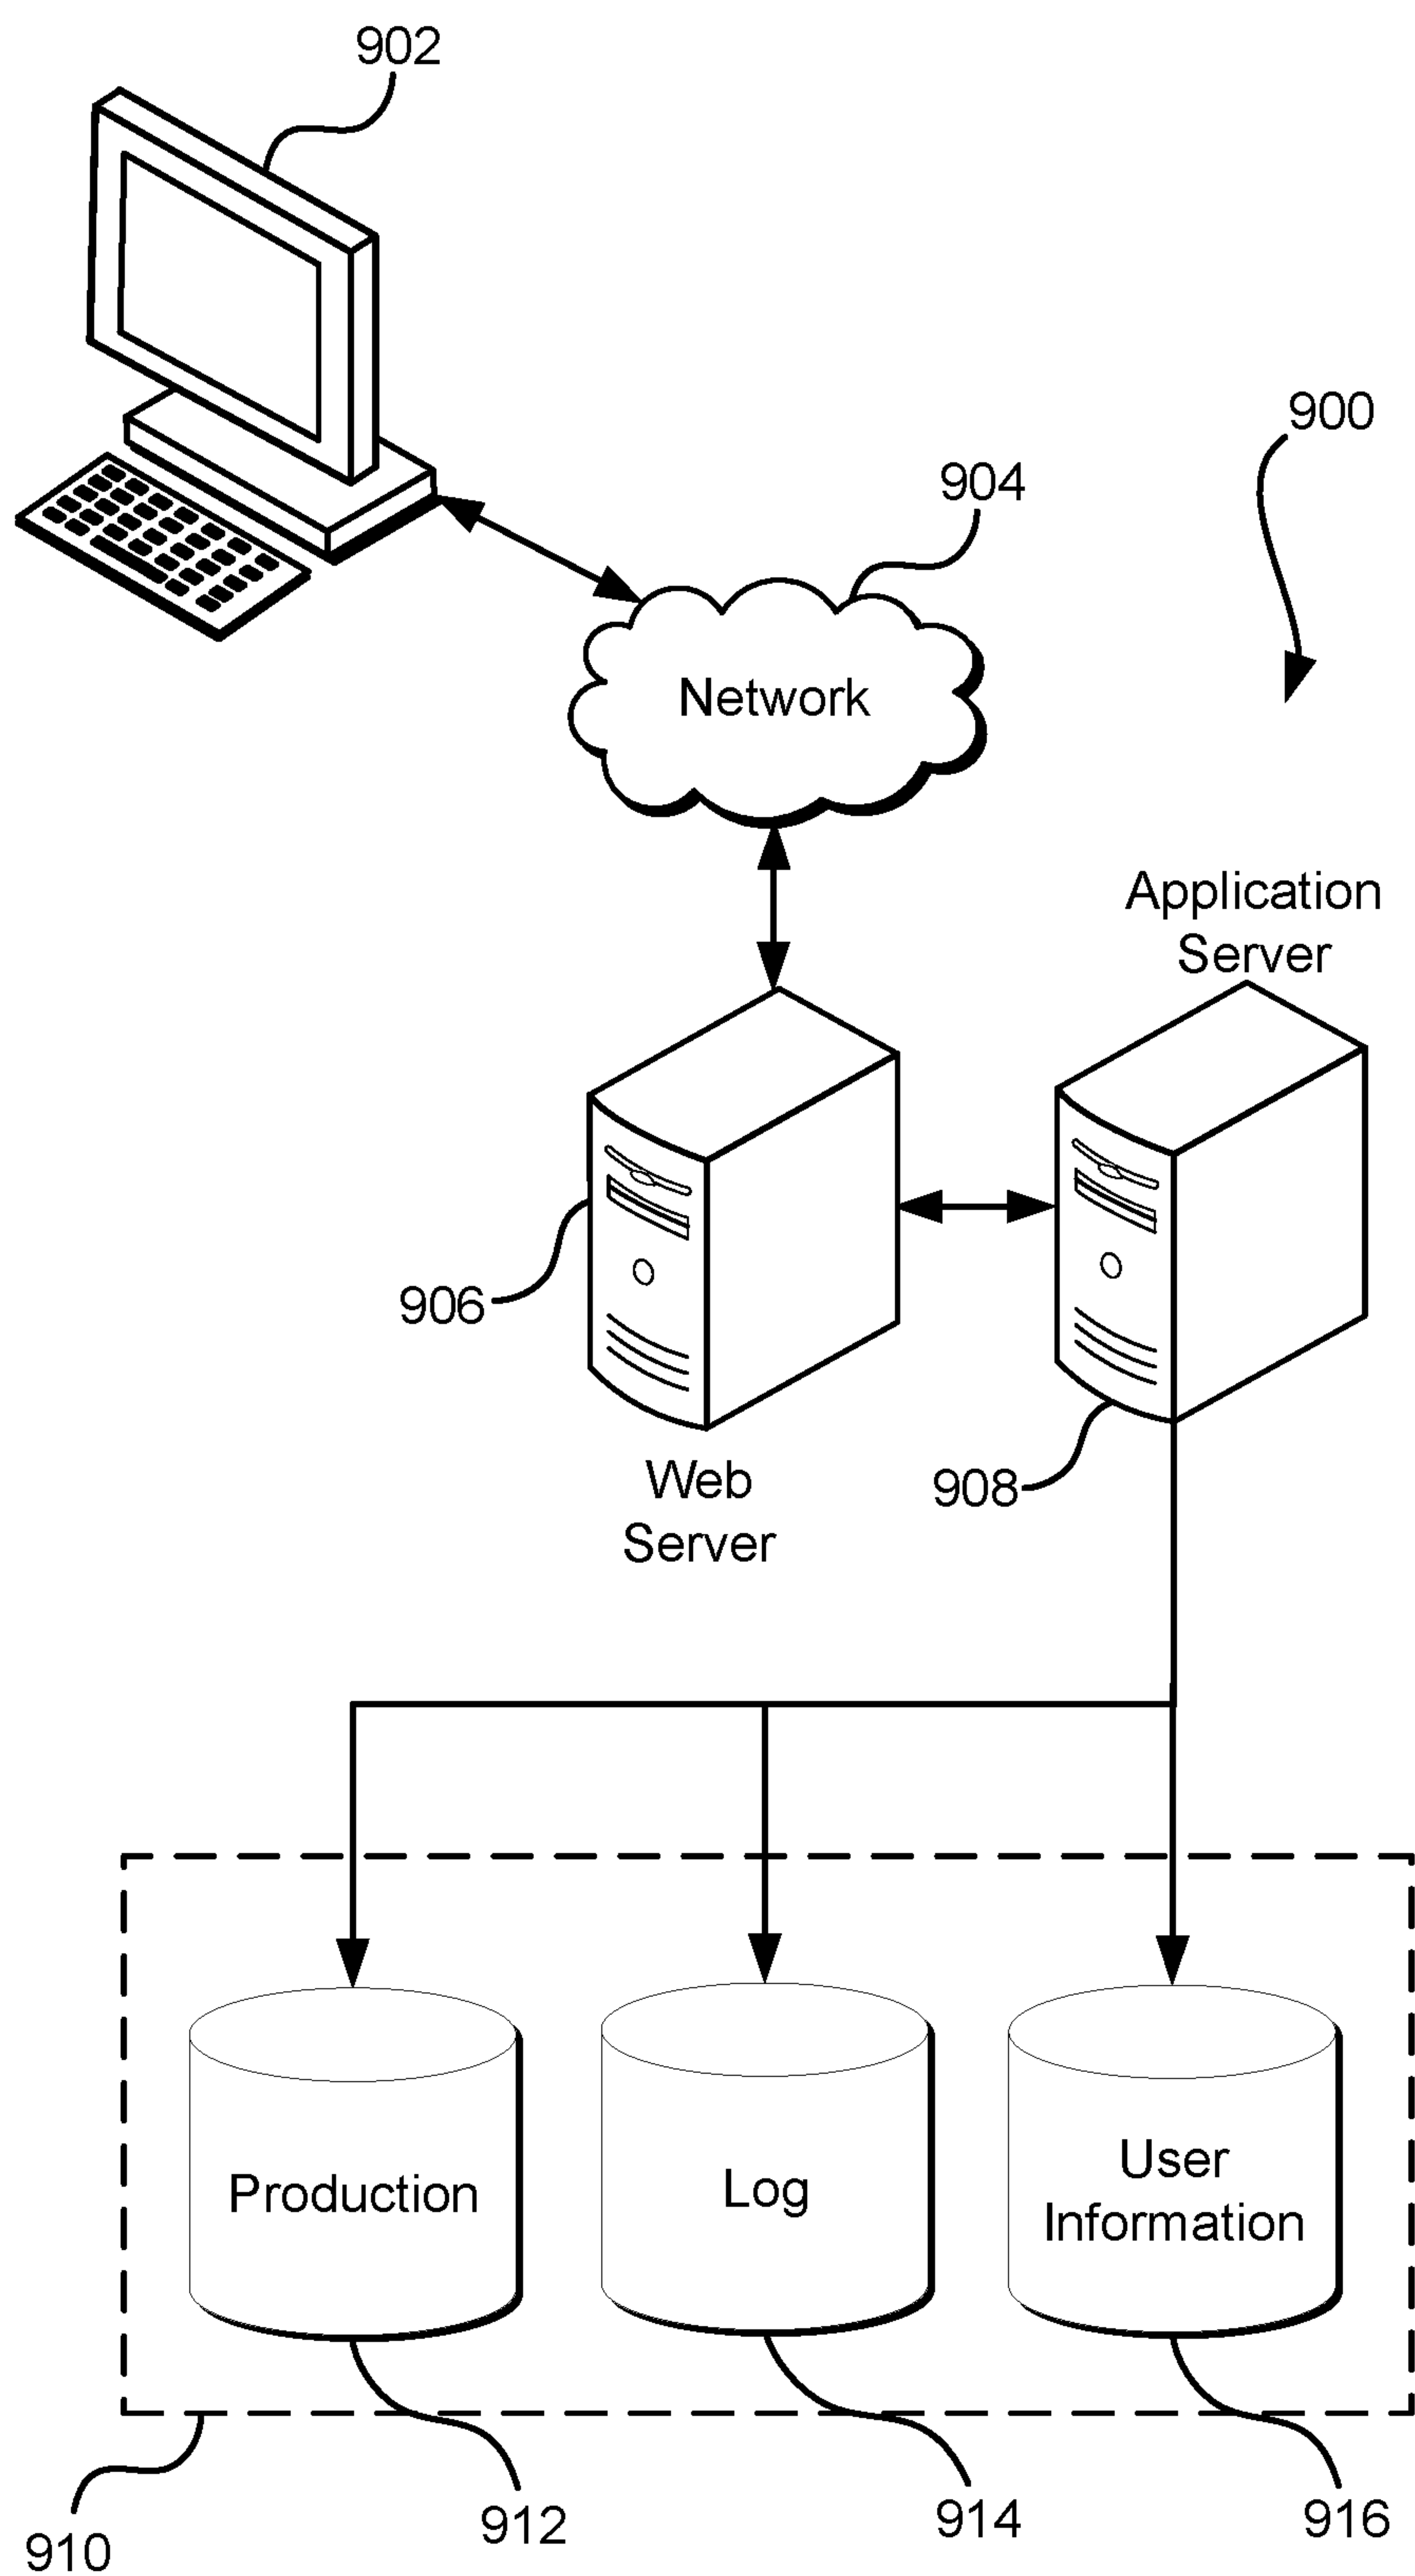 902
900
904
Network
Application
Server
906
908
Web
Server
Production
Log
User
Information
910
912
914
916